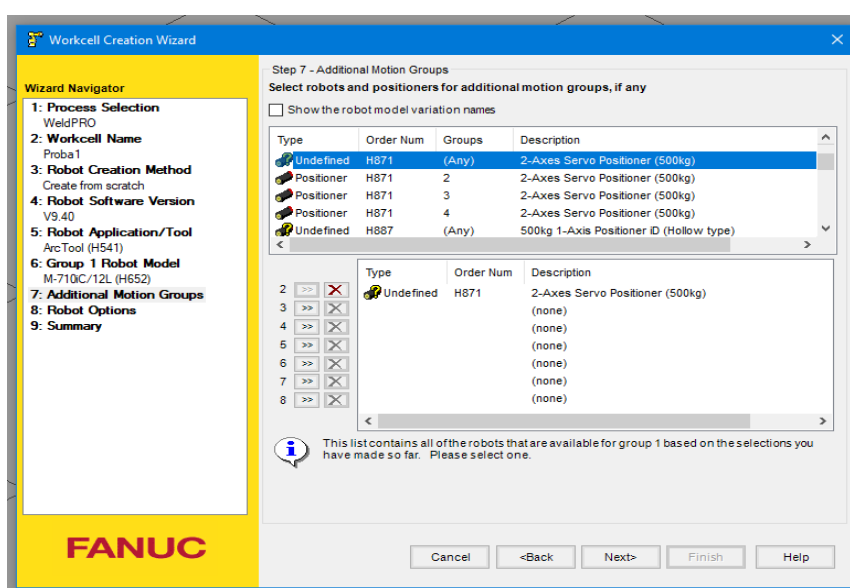 Workcell Creation Wizard
Wizard Navigator
1: Process Selection
WeldPRO
2: Workcell Name
Proba1
3: Robot Creation Method
Create from scratch
4: Robot Software Version
V9.40
5: Robot Application/Tool
ArcTool (H541)
6: Group 1 Robot Model
M-710iC/12L (H652)
7: Additional Motion Groups
8: Robot Options
9: Summary
FANUC
Step 7 - Additional Motion Groups
Select robots and positioners for additional motion groups, if any
Show the robot model variation names
Type Order Num Groups Description
Undefined H871 (Any) 2-Axes Servo Positioner (500kg)
Positioner H871 2 2-Axes Servo Positioner (500kg)
Positioner H871 3 2-Axes Servo Positioner (500kg)
Positioner H871 4 2-Axes Servo Positioner (500kg)
Undefined H887 (Any) 500kg 1-Axis Positioner iD (Hollow type)
Type Order Num Description
2 >> Undefined H871 2-Axes Servo Positioner (500kg)
3 >> (none)
4 >> (none)
5 >> (none)
6 >> (none)
7 >> (none)
8 >> (none)
This list contains all of the robots that are available for group 1 based on the selections you
have made so far. Please select one.
Cancel <Back Next> Finish Help